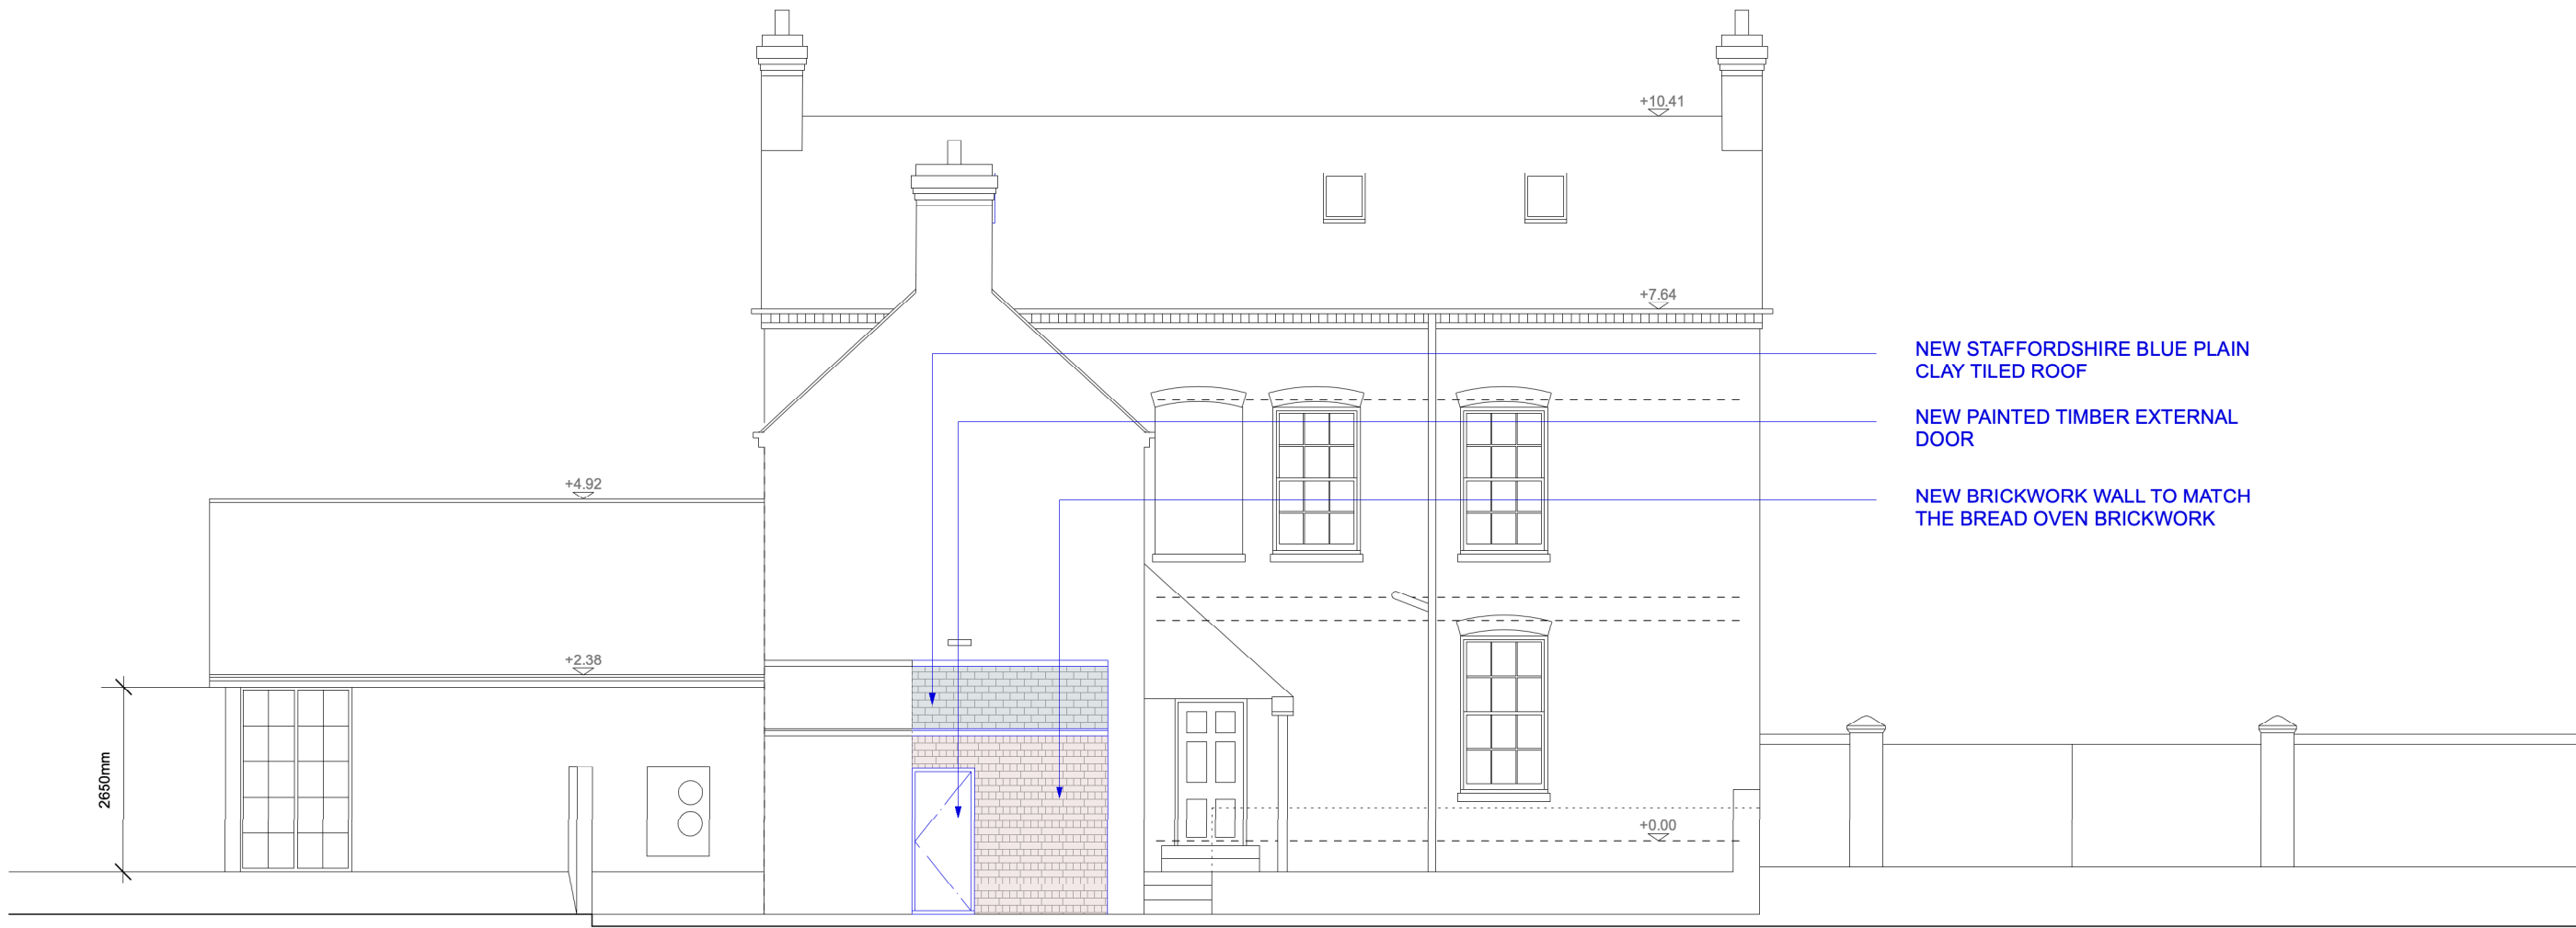 +10.41
+7.64
NEW STAFFORDSHIRE BLUE PLAIN
CLAY TILED ROOF
NEW PAINTED TIMBER EXTERNAL
DOOR
+4.92
NEW BRICKWORK WALL TO MATCH
THE BREAD OVEN BRICKWORK
+2.38
2650mm
+0.00